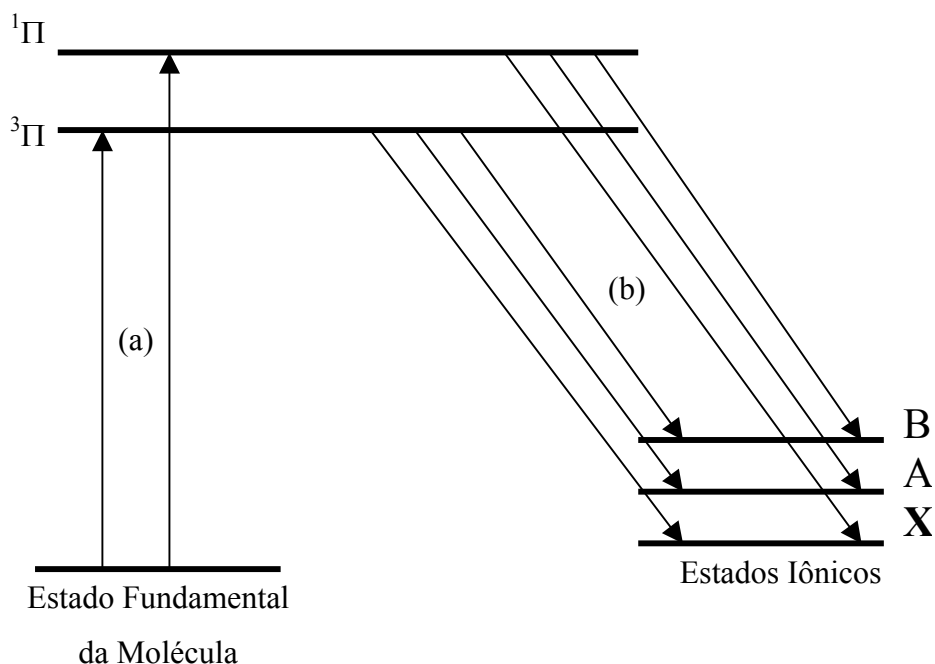 ¹Π
³Π
(a)
(b)
B
A
X
Estados Iônicos
Estado Fundamental
da Molécula